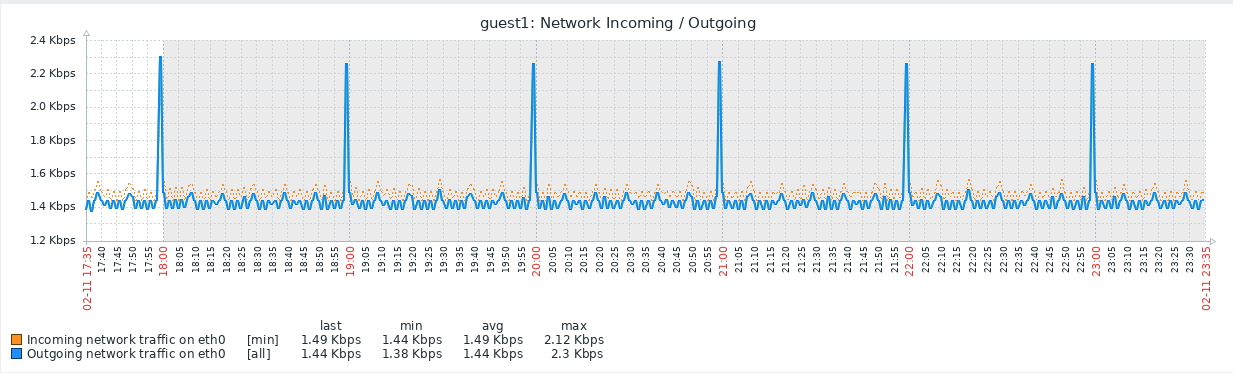 guest1: Network Incoming / Outgoing
2.4 Kbps
2.2 Kbps
2.0 Kbps
1.8 Kbps
1.6 Kbps
1.4 Kbps
1.2 Kbps
02-11 17:35 17:40 17:45 17:50 17:55 18:00 18:05 18:10 18:15 18:20 18:25 18:30 18:35 18:40 18:45 18:50 18:55 19:00 19:05 19:10 19:15 19:20 19:25 19:30 19:35 19:40 19:45 19:50 19:55 20:00 20:05 20:10 20:15 20:20 20:25 20:30 20:35 20:40 20:45 20:50 20:55 21:00 21:05 21:10 21:15 21:20 21:25 21:30 21:35 21:40 21:45 21:50 21:55 22:00 22:05 22:10 22:15 22:20 22:25 22:30 22:35 22:40 22:45 22:50 22:55 23:00 23:05 23:10 23:15 23:20 23:25 23:30 02-11 23:35
last min avg max
Incoming network traffic on eth0 [min] 1.49 Kbps 1.44 Kbps 1.49 Kbps 2.12 Kbps
Outgoing network traffic on eth0 [all] 1.44 Kbps 1.38 Kbps 1.44 Kbps 2.3 Kbps